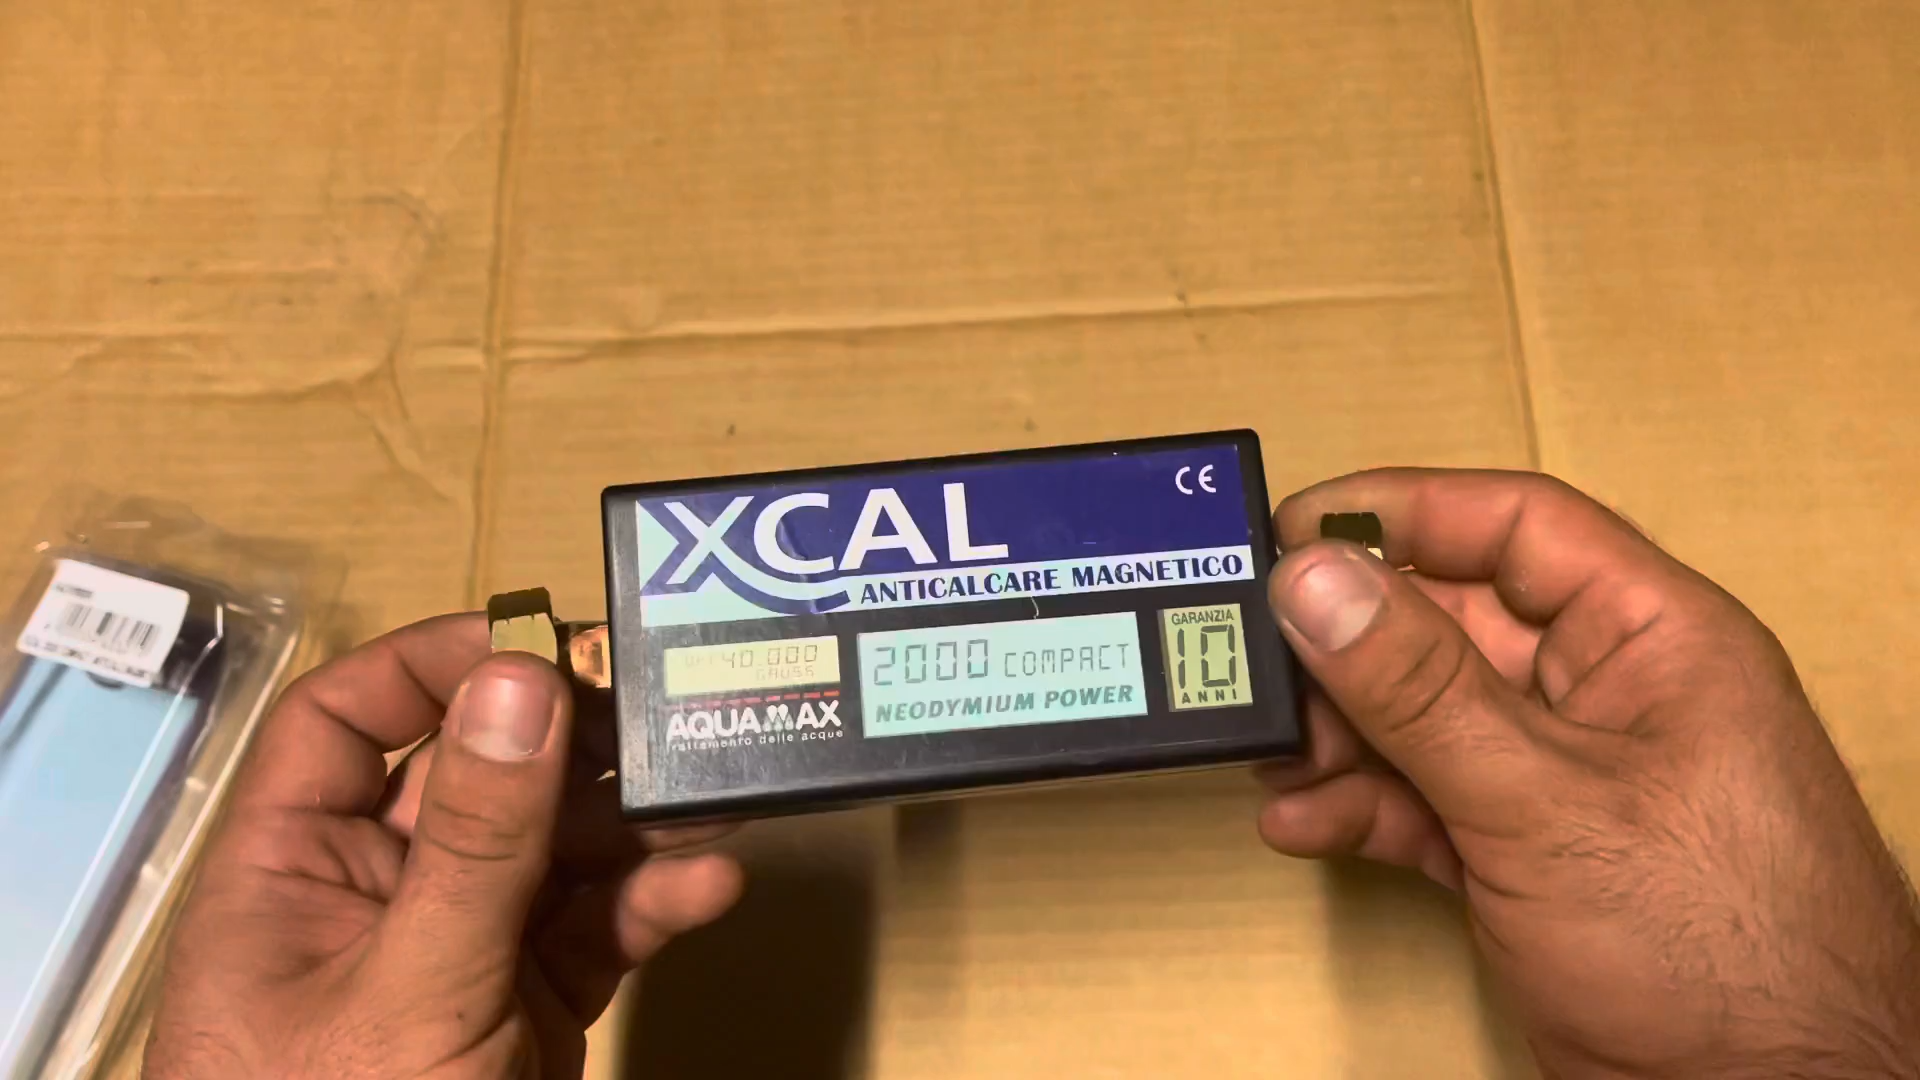 XCAL
CE
ANTICALCARE MAGNETICO
40.000
GAUSS
AQUAMAX
trattamento delle acque
2000 COMPACT
NEODYMIUM POWER
GARANZIA
10
ANNI